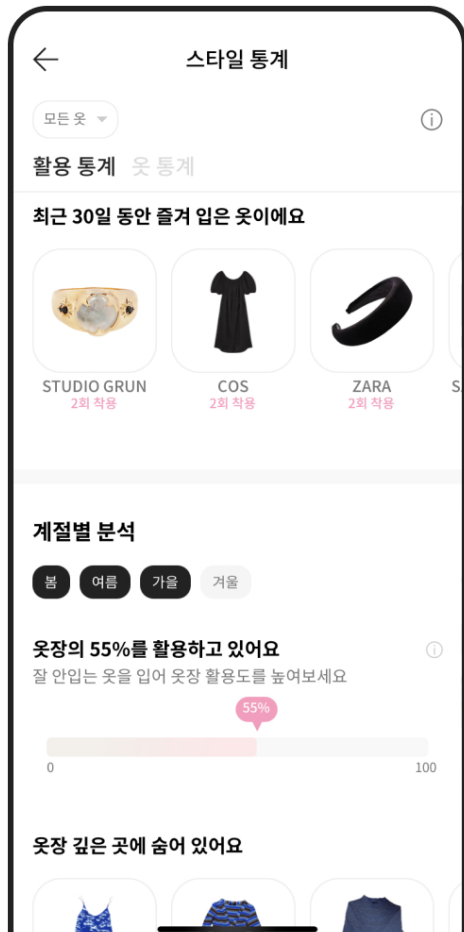 스타일 통계
모든 옷
활용 통계 옷 통계
최근 30일 동안 즐겨 입은 옷이에요
STUDIO GRUN COS ZARA S
2회 착용 2회 착용 2회 착용
계절별 분석
봄 여름 가을 겨울
옷장의 55%를 활용하고 있어요
잘 안입는 옷을 입어 옷장 활용도를 높여보세요
55%
0 100
옷장 깊은 곳에 숨어 있어요